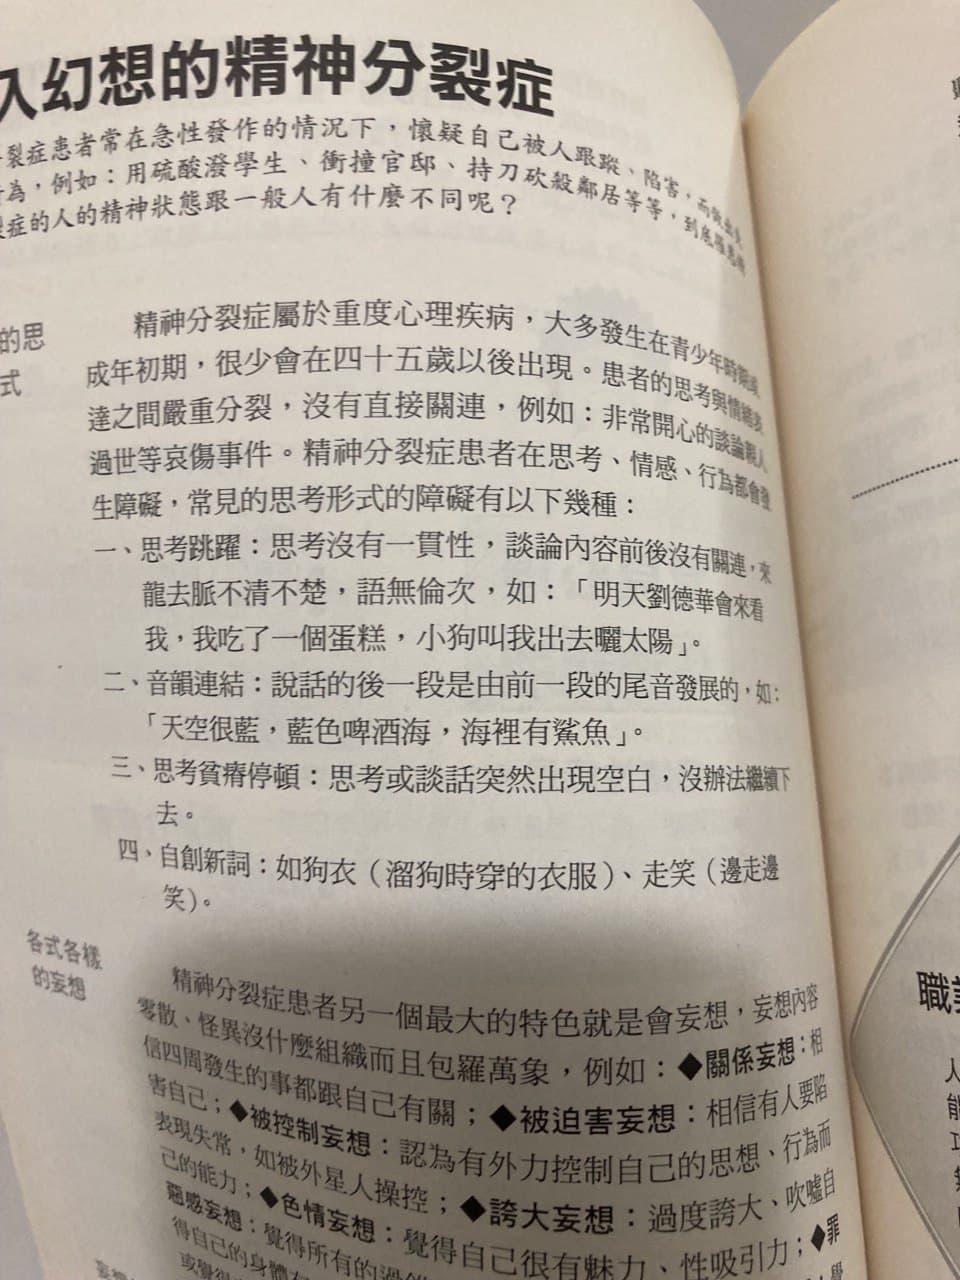 入幻想的精神分裂症
裂症患者常在急性發作的情況下，懷疑自己被人跟蹤、陷害，而做出
為，例如：用硫酸潑學生、衝撞官邸、持刀砍殺鄰居等等，到底罹患精
症的人的精神狀態跟一般人有什麼不同呢？
的思
式
精神分裂症屬於重度心理疾病，大多發生在青少年時期或
成年初期，很少會在四十五歲以後出現。患者的思考與情緒表
達之間嚴重分裂，沒有直接關連，例如：非常開心的談論親人
過世等哀傷事件。精神分裂症患者在思考、情感、行為都會發
生障礙，常見的思考形式的障礙有以下幾種：
一、思考跳躍：思考沒有一貫性，談論內容前後沒有關連，來
龍去脈不清不楚，語無倫次，如：「明天劉德華會來看
我，我吃了一個蛋糕，小狗叫我出去曬太陽」。
二、音韻連結：說話的後一段是由前一段的尾音發展的，如：
「天空很藍，藍色啤酒海，海裡有鯊魚」。
三、思考貧瘠停頓：思考或談話突然出現空白，沒辦法繼續下
去。
四、自創新詞：如狗衣（溜狗時穿的衣服）、走笑（邊走邊
笑）。
各式各樣
的妄想
精神分裂症患者另一個最大的特色就是會妄想，妄想內容
零散、怪異沒什麼組織而且包羅萬象，例如：◆關係妄想：相
信四周發生的事都跟自己有關；◆被迫害妄想：相信有人要陷
害自己；◆被控制妄想：認為有外力控制自己的思想、行為而
表現失常，如被外星人操控；◆誇大妄想：過度誇大、吹噓自
己的能力；◆色情妄想：覺得自己很有魅力、性吸引力；◆罪
惡感妄想：覺得所有的過錯
得自己的身體
或覺得
職
人
能